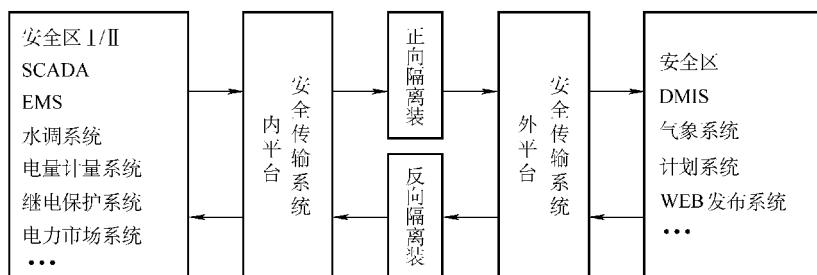 安全区Ⅰ/Ⅱ
SCADA
EMS
水调系统
电量计量系统
继电保护系统
电力市场系统
•••
内平台
安全传输系统
正向隔离装
反向隔离装
外平台
安全传输系统
安全区
DMIS
气象系统
计划系统
WEB发布系统
•••